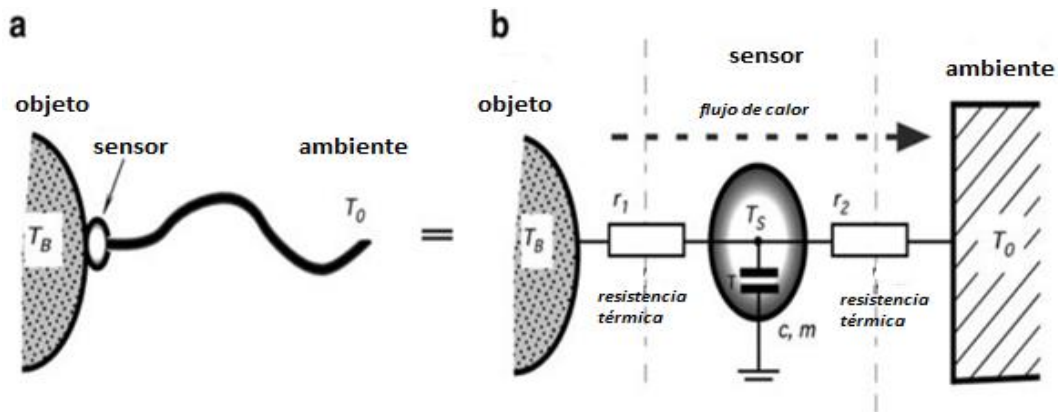 a
objeto
sensor
ambiente
T_B
T_0
=
b
sensor
ambiente
objeto
flujo de calor
r_1
T_S
r_2
T_B
T_0
T
resistencia
térmica
resistencia
térmica
c, m